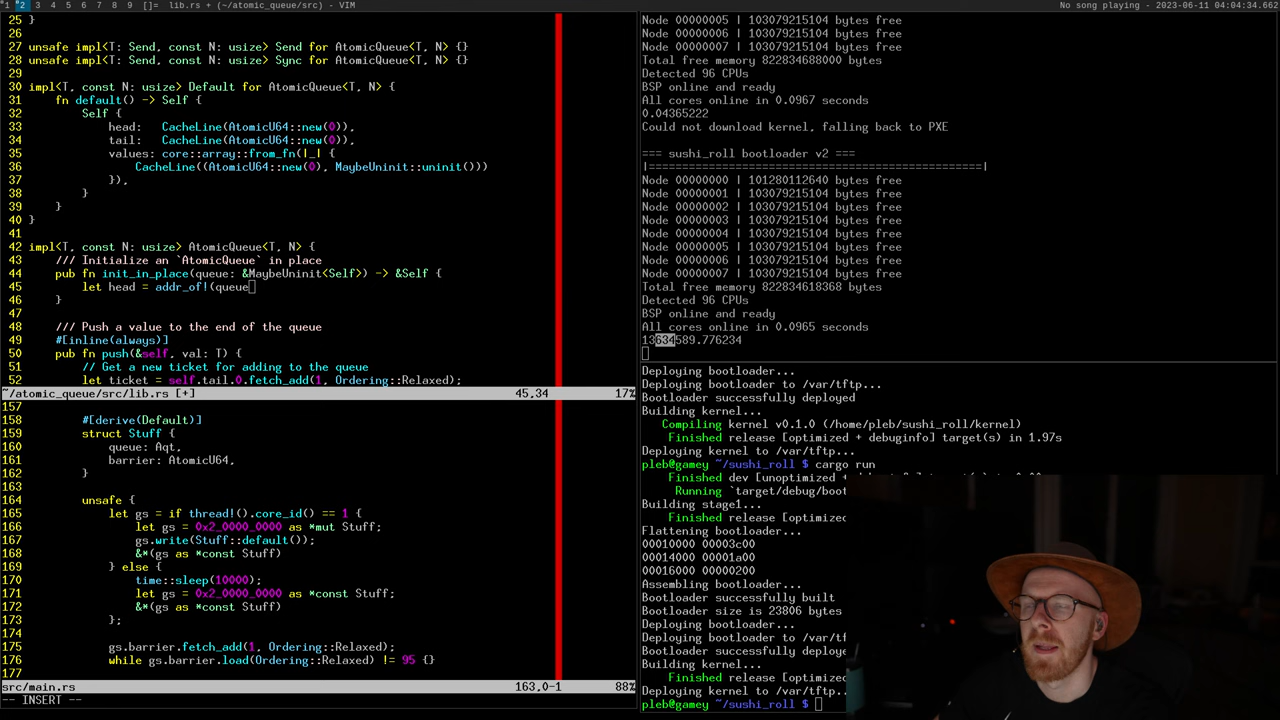 1 2 3 4 5 6 7 8 9 []= lib.rs + (~/atomic_queue/src) - VIM
No song playing - 2023-06-11 04:04:34.662
25 }
26
27 unsafe impl<T: Send, const N: usize> Send for AtomicQueue<T, N> {}
28 unsafe impl<T: Send, const N: usize> Sync for AtomicQueue<T, N> {}
29
30 impl<T, const N: usize> Default for AtomicQueue<T, N> {
31     fn default() -> Self {
32         Self {
33             head:   CacheLine(AtomicU64::new(0)),
34             tail:   CacheLine(AtomicU64::new(0)),
35             values: core::array::from_fn(|_| {
36                 CacheLine((AtomicU64::new(0), MaybeUninit::uninit()))
37             }),
38         }
39     }
40 }
41
42 impl<T, const N: usize> AtomicQueue<T, N> {
43     /// Initialize an `AtomicQueue` in place
44     pub fn init_in_place(queue: &MaybeUninit<Self>) -> &Self {
45         let head = addr_of!(queue
46     }
47
48     /// Push a value to the end of the queue
49     #[inline(always)]
50     pub fn push(&self, val: T) {
51         // Get a new ticket for adding to the queue
52         let ticket = self.tail.0.fetch_add(1, Ordering::Relaxed);
~/atomic_queue/src/lib.rs [+] 45,34 17%
157
158         #[derive(Default)]
159         struct Stuff {
160             queue: Aqt,
161             barrier: AtomicU64,
162         }
163
164         unsafe {
165             let gs = if thread!().core_id() == 1 {
166                 let gs = 0x2_0000_0000 as *mut Stuff;
167                 gs.write(Stuff::default());
168                 &*(gs as *const Stuff)
169             } else {
170                 time::sleep(10000);
171                 let gs = 0x2_0000_0000 as *const Stuff;
172                 &*(gs as *const Stuff)
173             };
174
175             gs.barrier.fetch_add(1, Ordering::Relaxed);
176             while gs.barrier.load(Ordering::Relaxed) != 95 {}
177
src/main.rs 163,0-1 88%
-- INSERT --
Node 00000005 | 103079215104 bytes free
Node 00000006 | 103079215104 bytes free
Node 00000007 | 103079215104 bytes free
Total free memory 822834688000 bytes
Detected 96 CPUs
BSP online and ready
All cores online in 0.0967 seconds
0.04365222
Could not download kernel, falling back to PXE
=== sushi_roll bootloader v2 ===
|==================================================|
Node 00000000 | 101280112640 bytes free
Node 00000001 | 103079215104 bytes free
Node 00000002 | 103079215104 bytes free
Node 00000003 | 103079215104 bytes free
Node 00000004 | 103079215104 bytes free
Node 00000005 | 103079215104 bytes free
Node 00000006 | 103079215104 bytes free
Node 00000007 | 103079215104 bytes free
Total free memory 822834618368 bytes
Detected 96 CPUs
BSP online and ready
All cores online in 0.0965 seconds
13634589.776234
Deploying bootloader...
Deploying bootloader to /var/tftp...
Bootloader successfully deployed
Building kernel...
Compiling kernel v0.1.0 (/home/pleb/sushi_roll/kernel)
Finished release [optimized + debuginfo] target(s) in 1.97s
Deploying kernel to /var/tftp...
pleb@gamey ~/sushi_roll $ cargo run
Finished dev [unoptimized +
Running `target/debug/boot
Building stage1...
Finished release [optimized
Flattening bootloader...
00010000 00003c00
00014000 00001a00
00016000 00000200
Assembling bootloader...
Bootloader successfully built
Bootloader size is 23806 bytes
Deploying bootloader...
Deploying bootloader to /var/tf
Bootloader successfully deploye
Building kernel...
Finished release [optimized
Deploying kernel to /var/tftp..
pleb@gamey ~/sushi_roll $